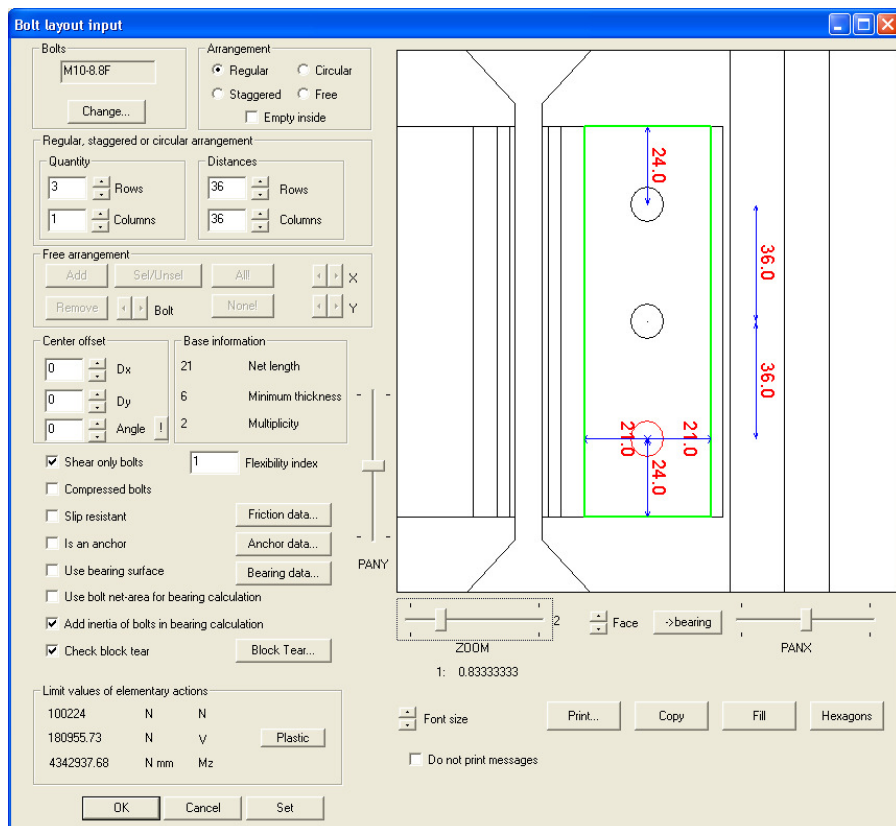 Bolt layout input
Bolts
M10-8.8F
Change...
Arrangement
Regular
Circular
Staggered
Free
Empty inside
Regular, staggered or circular arrangement
Quantity
3
Rows
1
Columns
Distances
36
Rows
36
Columns
Free arrangement
Add
Sel/Unsel
All!
X
Remove
Bolt
None!
Y
Center offset
0
Dx
0
Dy
0
Angle
!
Base information
21
Net length
6
Minimum thickness
2
Multiplicity
Shear only bolts
1
Flexibility index
Compressed bolts
Slip resistant
Friction data...
Is an anchor
Anchor data...
Use bearing surface
Bearing data...
Use bolt net-area for bearing calculation
Add inertia of bolts in bearing calculation
Check block tear
Block Tear...
PANY
Limit values of elementary actions
100224 N N
180955.73 N V
4342937.68 N mm Mz
Plastic
OK
Cancel
Set
24.0
36.0
36.0
21.0
21.0
24.0
ZOOM
2
Face
->bearing
PANX
1: 0.83333333
Font size
Print...
Copy
Fill
Hexagons
Do not print messages